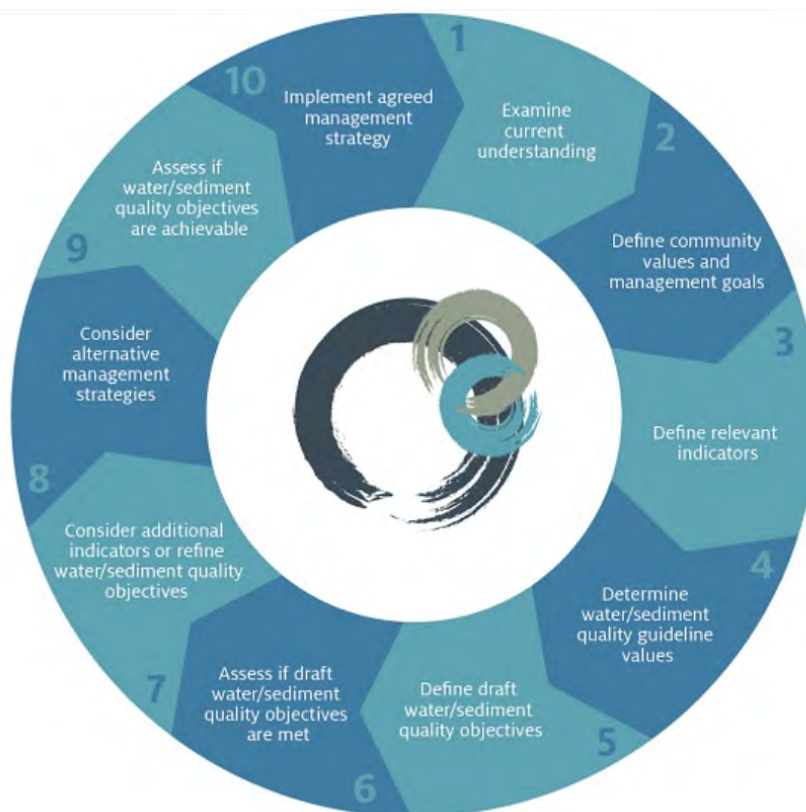 1
Examine
current
understanding
2
Define community
values and
management goals
3
Define relevant
indicators
4
Determine
water/sediment
quality guideline
values
5
Define draft
water/sediment
quality objectives
6
Assess if draft
water/sediment
quality objectives
are met
7
Consider additional
indicators or refine
water/sediment quality
objectives
8
Consider
alternative
management
strategies
9
Assess if
water/sediment
quality objectives
are achievable
10
Implement agreed
management
strategy